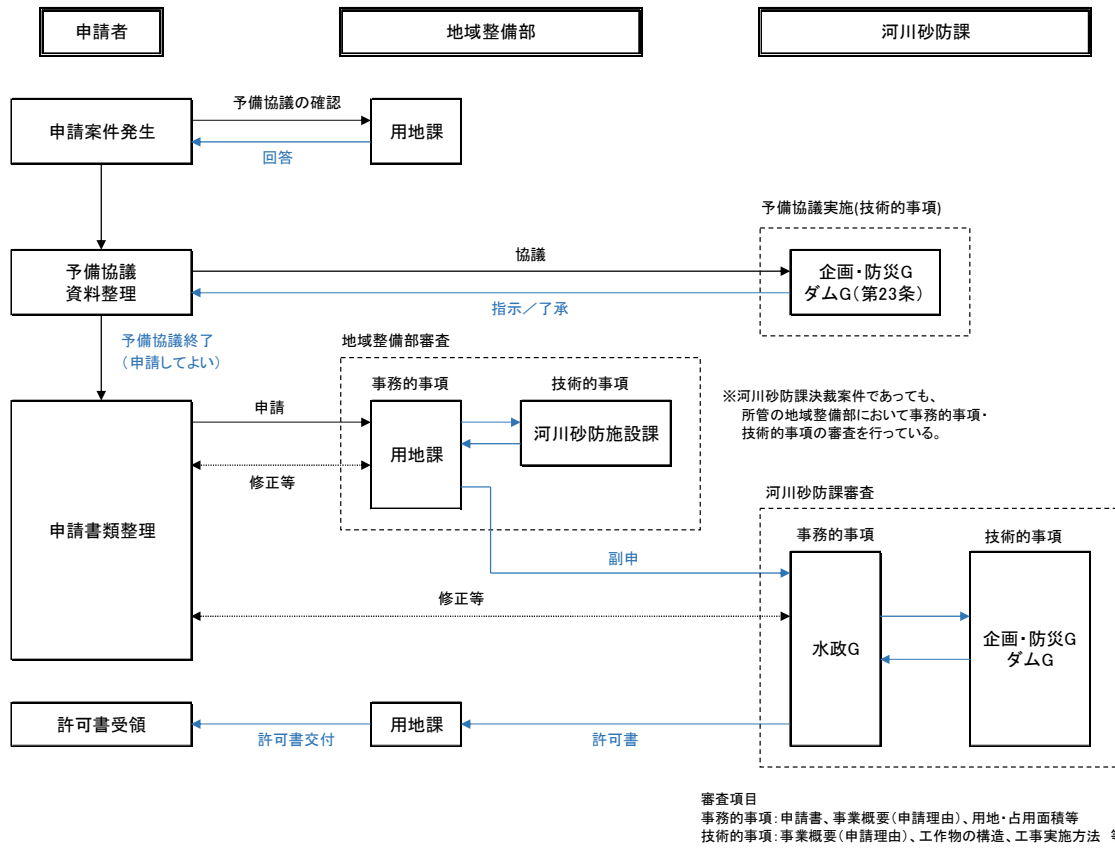 申請者
地域整備部
河川砂防課
申請案件発生
予備協議の確認
回答
用地課
予備協議実施(技術的事項)
予備協議
資料整理
協議
指示／了承
企画・防災G
ダムG(第23条)
予備協議終了
(申請してよい)
地域整備部審査
事務的事項
技術的事項
申請
用地課
河川砂防施設課
修正等
※河川砂防課決裁案件であっても、
所管の地域整備部において事務的事項・
技術的事項の審査を行っている。
申請書類整理
河川砂防課審査
事務的事項
技術的事項
副申
修正等
水政G
企画・防災G
ダムG
許可書受領
許可書交付
用地課
許可書
審査項目
事務的事項：申請書、事業概要(申請理由)、用地・占用面積等
技術的事項：事業概要(申請理由)、工作物の構造、工事実施方法